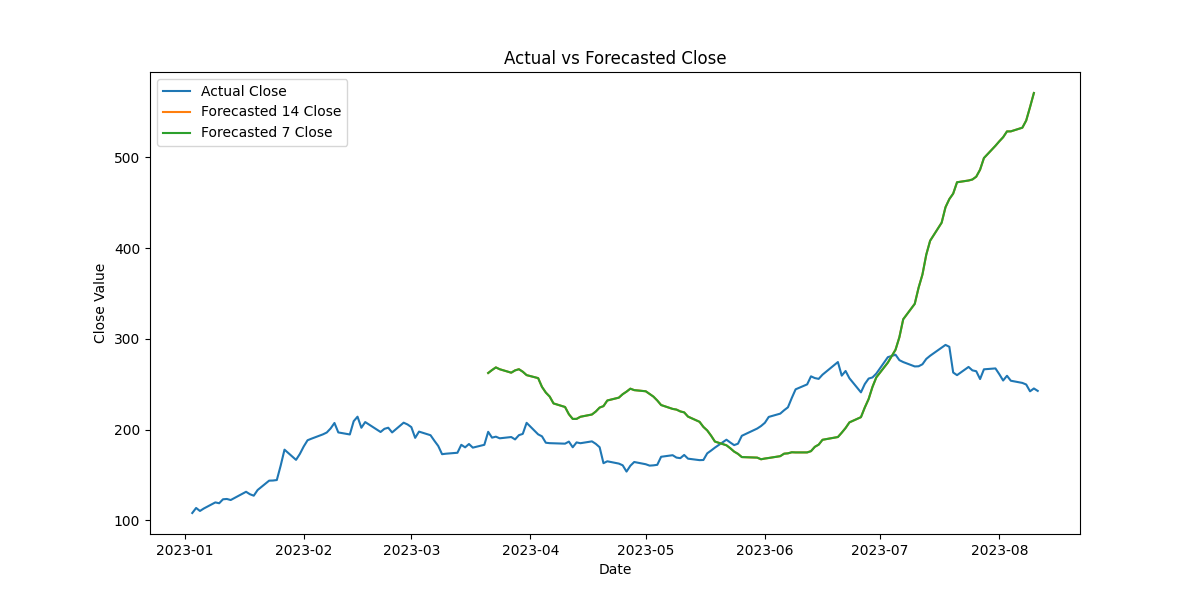 Actual vs Forecasted Close
Actual Close
Forecasted 14 Close
Forecasted 7 Close
500
400
300
200
100
Close Value
2023-01 2023-02 2023-03 2023-04 2023-05 2023-06 2023-07 2023-08
Date